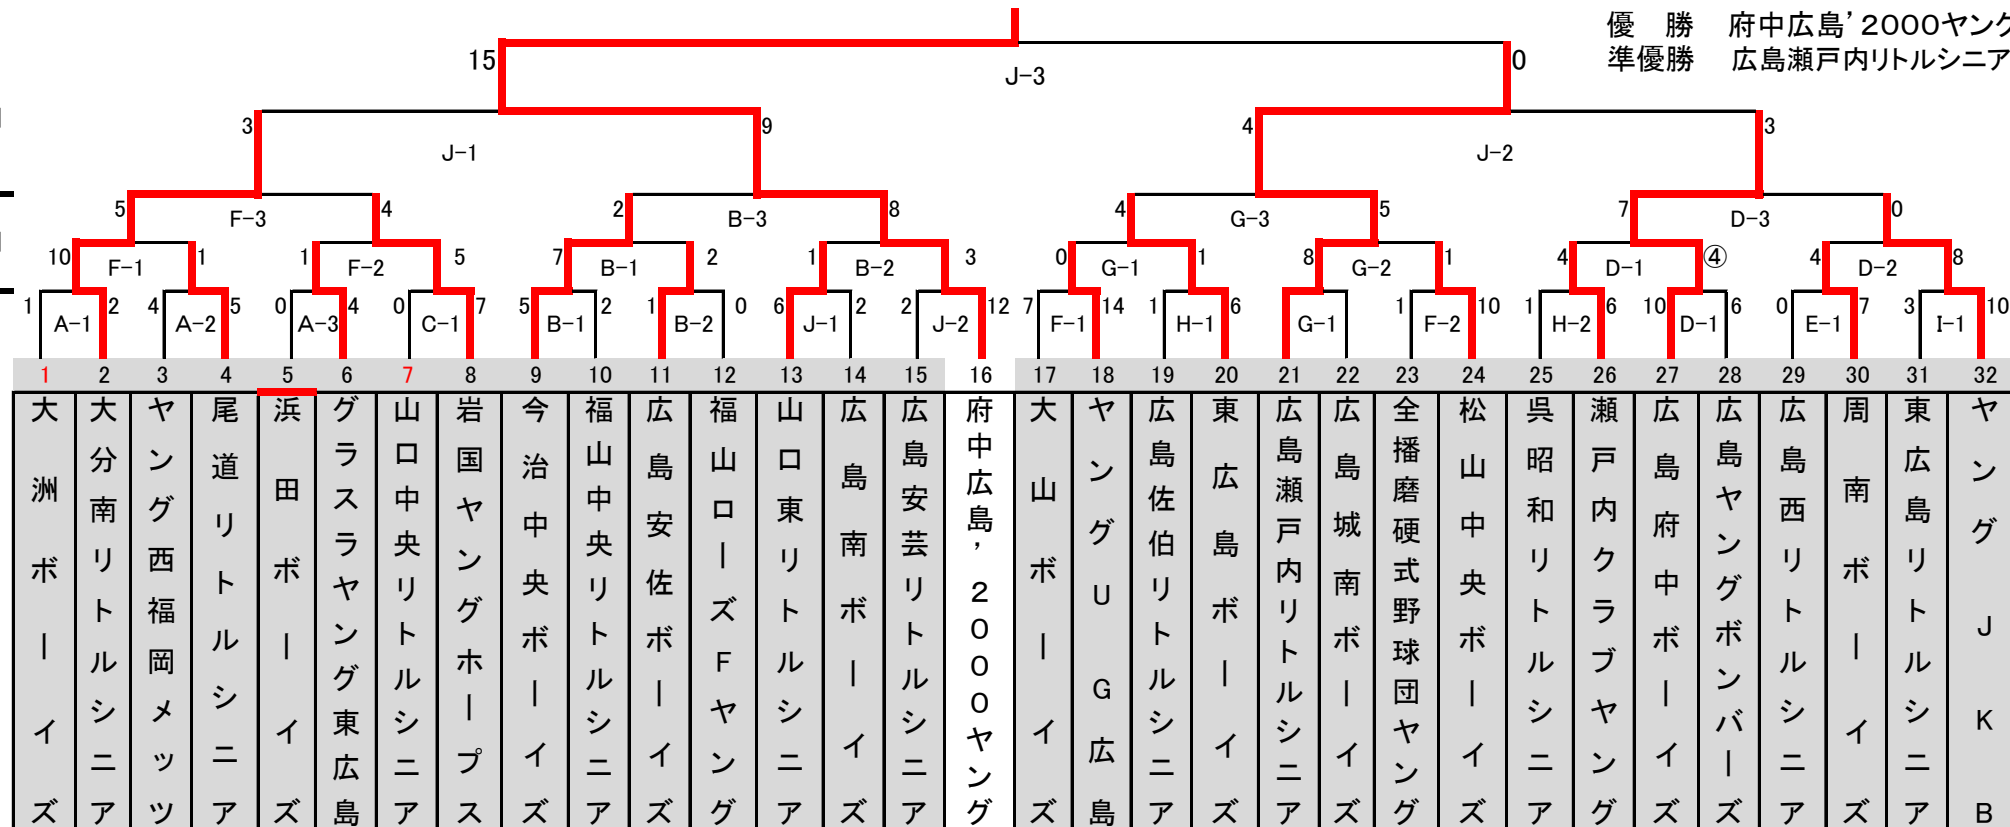 優　勝　府中広島’2000ヤング
準優勝　広島瀬戸内リトルシニア
15 J-3 0
3 J-1 9 4 J-2 3
5 F-3 4 2 B-3 8 4 G-3 5 7 D-3 0
10 F-1 1 1 F-2 5 7 B-1 2 1 B-2 3 0 G-1 1 8 G-2 1 4 D-1 ④ 4 D-2 8
1 A-1 2 4 A-2 5 0 A-3 4 0 C-1 7 5 B-1 2 1 B-2 0 6 J-1 2 2 J-2 12 7 F-1 14 1 H-1 6 G-1 1 F-2 10 1 H-2 6 10 D-1 6 0 E-1 7 3 I-1 10
1 2 3 4 5 6 7 8 9 10 11 12 13 14 15 16 17 18 19 20 21 22 23 24 25 26 27 28 29 30 31 32
大洲ボーイズ
大分南リトルシニア
ヤング西福岡メッツ
尾道リトルシニア
浜田ボーイズ
グラスラヤング東広島
山口中央リトルシニア
岩国ヤングホープス
今治中央ボーイズ
福山中央リトルシニア
広島安佐ボーイズ
福山ローズFヤング
山口東リトルシニア
広島南ボーイズ
広島安芸リトルシニア
府中広島’2000ヤング
大山ボーイズ
ヤングUG広島
広島佐伯リトルシニア
東広島ボーイズ
広島瀬戸内リトルシニア
広島城南ボーイズ
全播磨硬式野球団ヤング
松山中央ボーイズ
呉昭和リトルシニア
瀬戸内クラブヤング
広島府中ボーイズ
広島ヤングボンバーズ
広島西リトルシニア
周南ボーイズ
東広島リトルシニア
ヤングJKB